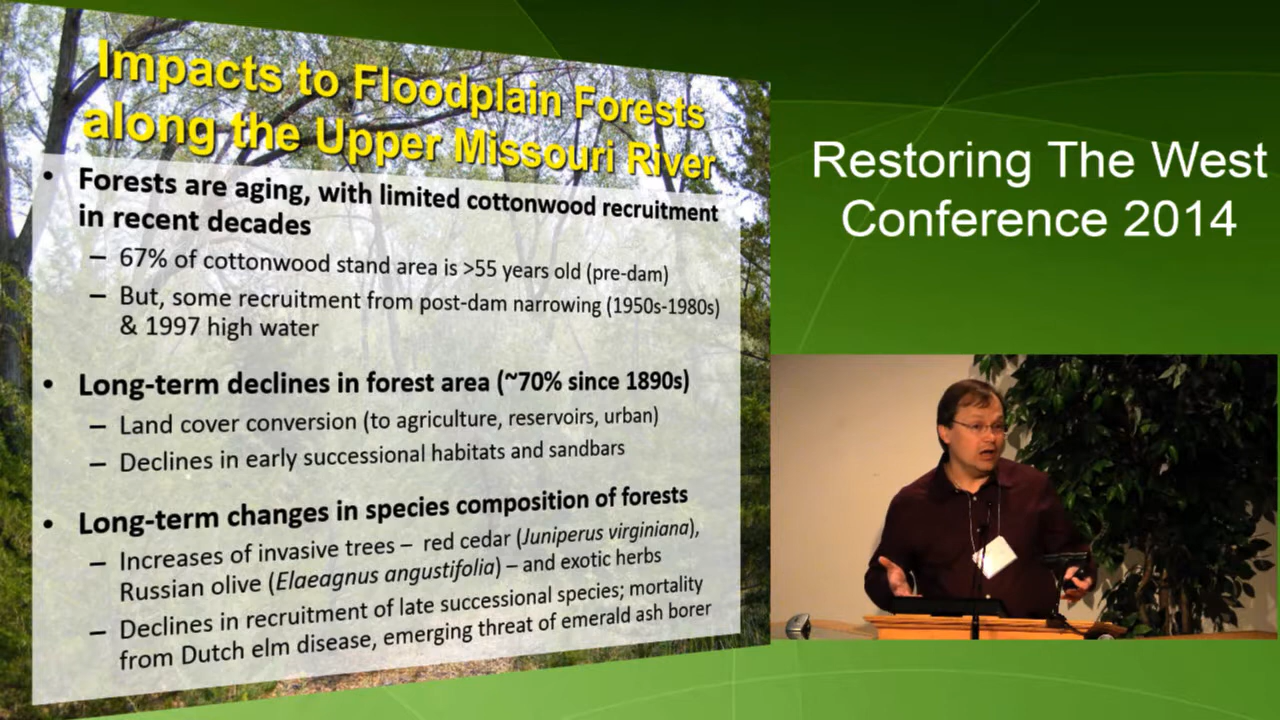 Impacts to Floodplain Forests
along the Upper Missouri River
• Forests are aging, with limited cottonwood recruitment
in recent decades
– 67% of cottonwood stand area is >55 years old (pre-dam)
– But, some recruitment from post-dam narrowing (1950s-1980s)
& 1997 high water
• Long-term declines in forest area (~70% since 1890s)
– Land cover conversion (to agriculture, reservoirs, urban)
– Declines in early successional habitats and sandbars
• Long-term changes in species composition of forests
– Increases of invasive trees – red cedar (Juniperus virginiana),
Russian olive (Elaeagnus angustifolia) – and exotic herbs
– Declines in recruitment of late successional species; mortality
from Dutch elm disease, emerging threat of emerald ash borer
Restoring The West
Conference 2014